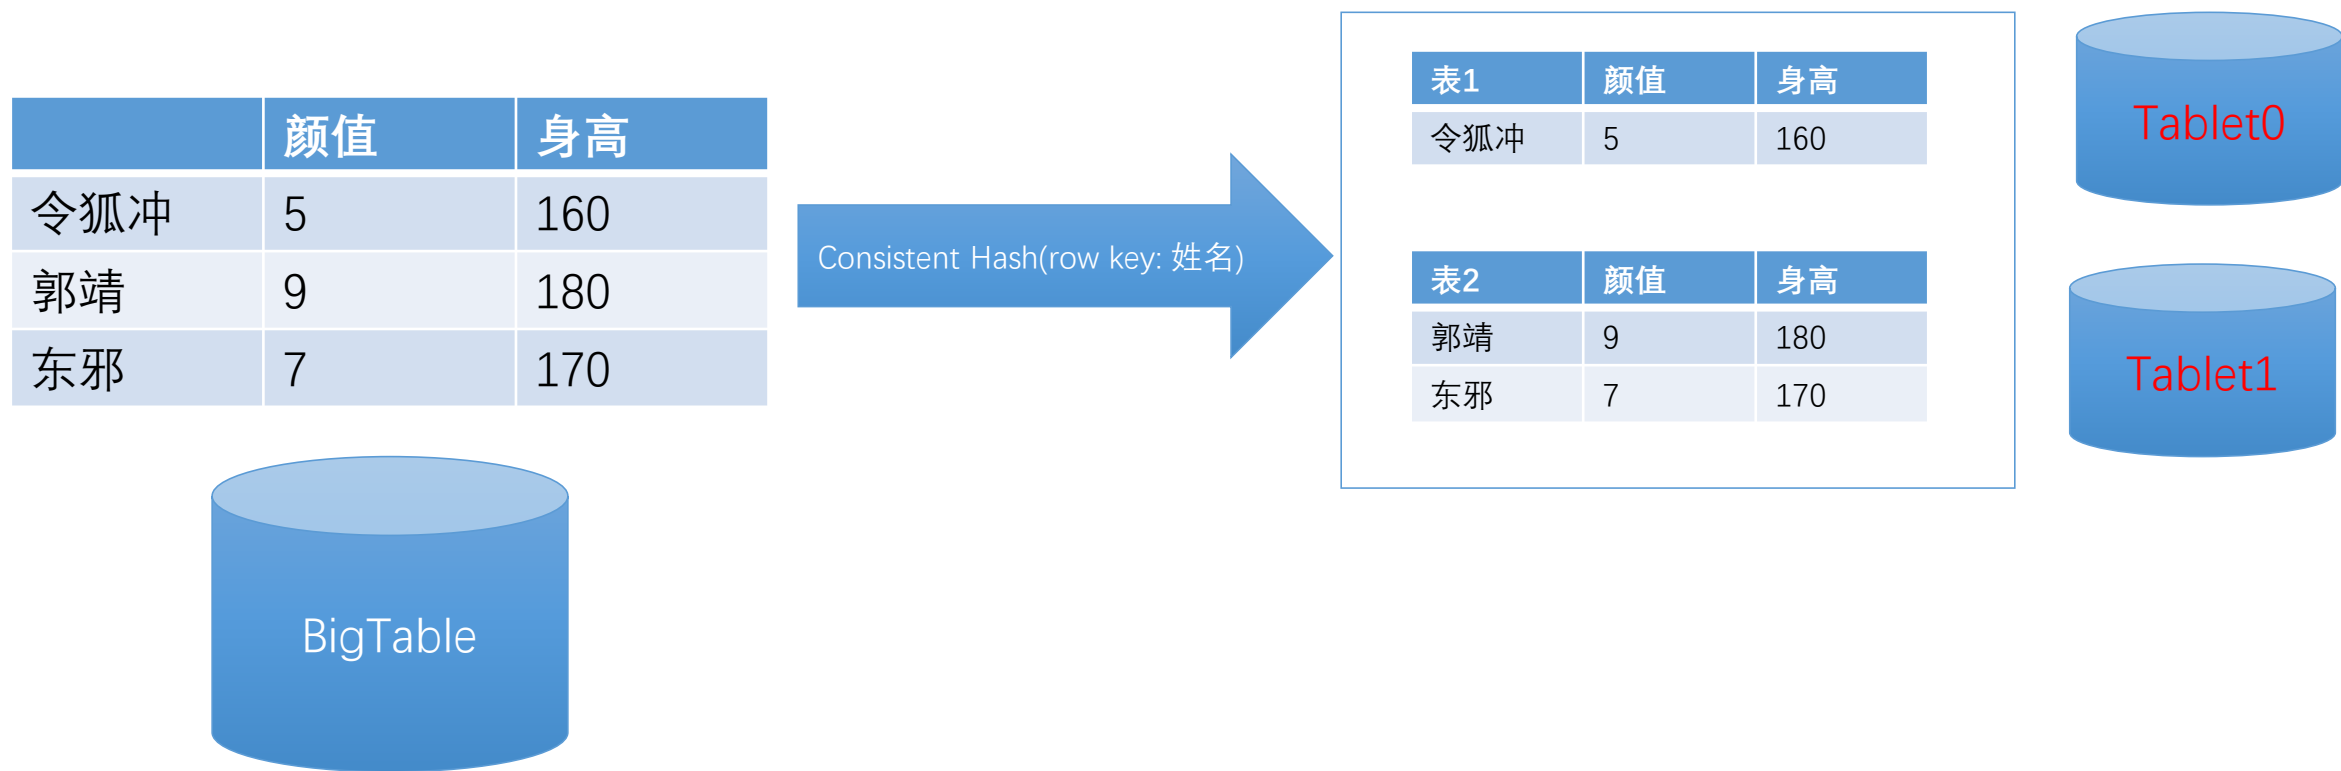 颜值 身高
令狐冲 5 160
郭靖 9 180
东邪 7 170
BigTable
Consistent Hash(row key: 姓名)
表1 颜值 身高
令狐冲 5 160
表2 颜值 身高
郭靖 9 180
东邪 7 170
Tablet0
Tablet1